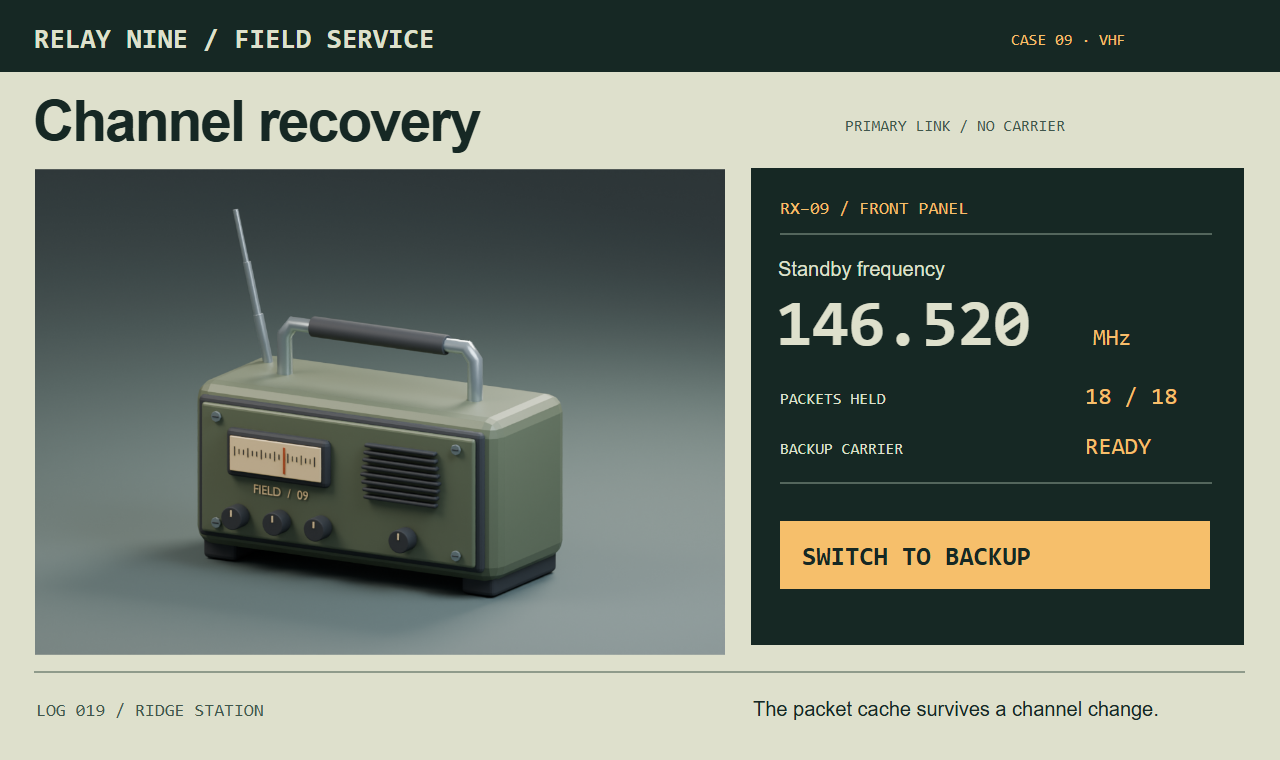 RELAY NINE / FIELD SERVICE
CASE 09 · VHF
Channel recovery
PRIMARY LINK / NO CARRIER
FIELD / 09
RX–09 / FRONT PANEL
Standby frequency
146.520 MHz
PACKETS HELD 18 / 18
BACKUP CARRIER READY
SWITCH TO BACKUP
LOG 019 / RIDGE STATION
The packet cache survives a channel change.